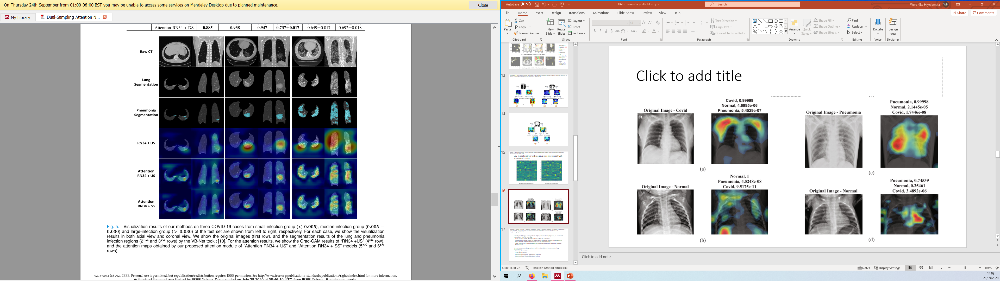 On Thursday 24th September from 01:00-08:00 BST you may be unable to access some services on Mendeley Desktop due to planned maintenance.
Close
My Library
Dual-Sampling Attention N...
Attention RN34 + DS 0.885 0.938 0.947 0.737±0.017 0.649±0.017 0.692±0.018
Raw CT
Lung
Segmentation
Pneumonia
Segmentation
RN34 + US
Attention
RN34 + US
Attention
RN34 + SS
Fig. 5. Visualization results of our methods on three COVID-19 cases from small-infection group (< 0.005), median-infection group (0.005 −
0.030) and large-infection group (> 0.030) of the test set are shown from left to right, respectively. For each case, we show the visualization
results in both axial view and coronal view. We show the original images (first row), and the segmentation results of the lung and pneumonia
infection regions (2nd and 3rd rows) by the VB-Net tookit [10]. For the attention results, we show the Grad-CAM results of “RN34 +US” (4th row),
and the attention maps obtained by our proposed attention module of “Attention RN34 + US” and “Attention RN34 + SS” models (5th and 6th
rows).
0278-0062 (c) 2020 IEEE. Personal use is permitted, but republication/redistribution requires IEEE permission. See http://www.ieee.org/publications_standards/publications/rights/index.html for more information.
Authorized licensed use limited to: IEEE Xplore. Downloaded on July 28,2020 at 08:46:19 UTC from IEEE Xplore. Restrictions apply.
AutoSave Off
XAI - prezentacja dla lekarzy
Search
Weronika Hryniewska WH
File Home Insert Design Transitions Animations Slide Show Review View Help
Share Comments
Paste
Cut
Copy
Format Painter
Clipboard
New
Slide
Reuse
Slides
Layout
Reset
Section
Slides
44
Font
Text Direction
Align Text
Convert to SmartArt
Paragraph
Arrange
Quick
Styles
Shape Fill
Shape Outline
Shape Effects
Drawing
Find
Replace
Select
Editing
Dictate
Voice
Design
Ideas
Designer
13
14
15
Czy model potrafi wybrać grupę cech o wspólnych
właściwościach?
16
17
Click to add title
Original Image - Covid
Covid, 0.99999
Normal, 4.6985e-06
Pneumonia, 5.4529e-07
B1
B1
(a)
Original Image - Pneumonia
Pneumonia, 0.99998
Normal, 2.1445e-05
Covid, 1.7446e-08
(c)
Original Image - Normal
Normal, 1
Pneumonia, 4.5248e-08
Covid, 9.5175e-11
R
(b)
Original Image - Normal
Pneumonia, 0.74539
Normal, 0.25461
Covid, 3.4892e-06
R
R
(d)
Click to add notes
Slide 16 of 27
English (United Kingdom)
Notes
Display Settings
108%
14:02
21/09/2020